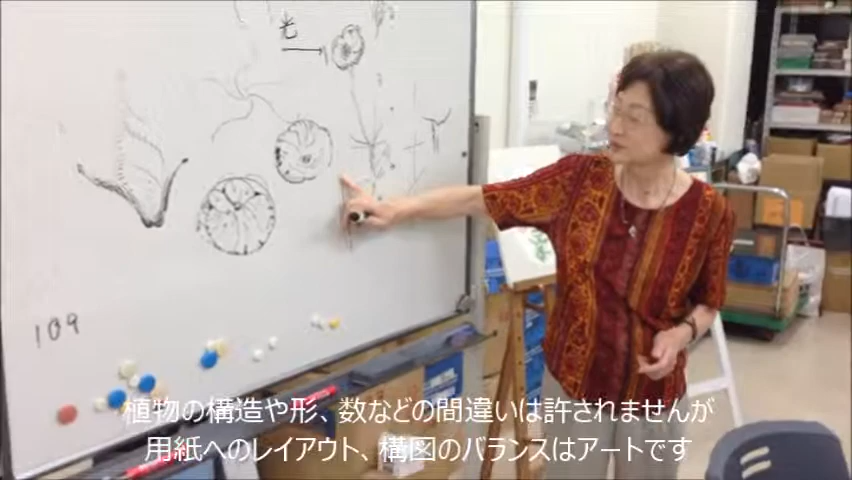 光
109
植物の構造や形、数などの間違いは許されませんが
用紙へのレイアウト、構図のバランスはアートです